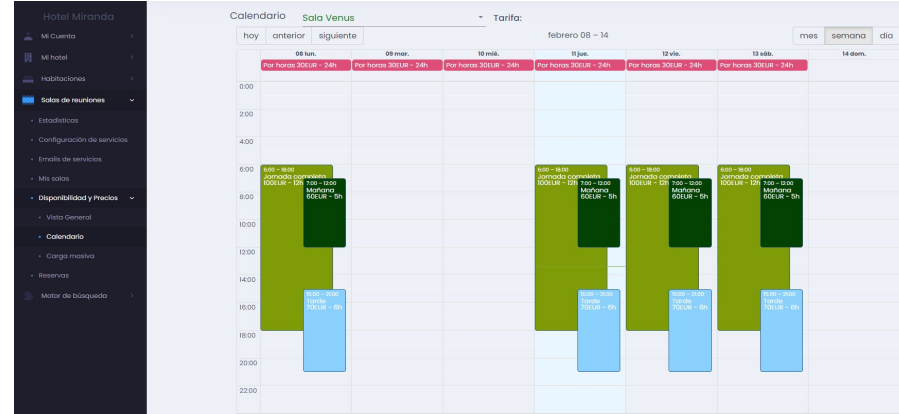 Hotel Miranda
Mi Cuenta
Mi hotel
Habitaciones
Salas de reuniones
Estadísticas
Configuración de servicios
Emails de servicios
Mis salas
Disponibilidad y Precios
Vista General
Calendario
Carga masiva
Reservas
Motor de búsqueda
Calendario Sala Venus Tarifa:
hoy anterior siguiente febrero 08 – 14 mes semana día
08 lun. 09 mar. 10 mié. 11 jue. 12 vie. 13 sáb. 14 dom.
Por horas 30EUR - 24h Por horas 30EUR - 24h Por horas 30EUR - 24h Por horas 30EUR - 24h Por horas 30EUR - 24h Por horas 30EUR - 24h
0:00
2:00
4:00
6:00
8:00
10:00
12:00
14:00
16:00
18:00
20:00
22:00
6:00 – 18:00
Jornada completa
100EUR - 12h
7:00 – 12:00
Mañana
60EUR - 5h
15:00 – 21:00
Tarde
70EUR - 6h
6:00 – 18:00
Jornada completa
100EUR - 12h
7:00 – 12:00
Mañana
60EUR - 5h
15:00 – 21:00
Tarde
70EUR - 6h
6:00 – 18:00
Jornada completa
100EUR - 12h
7:00 – 12:00
Mañana
60EUR - 5h
15:00 – 21:00
Tarde
70EUR - 6h
6:00 – 18:00
Jornada completa
100EUR - 12h
7:00 – 12:00
Mañana
60EUR - 5h
15:00 – 21:00
Tarde
70EUR - 6h